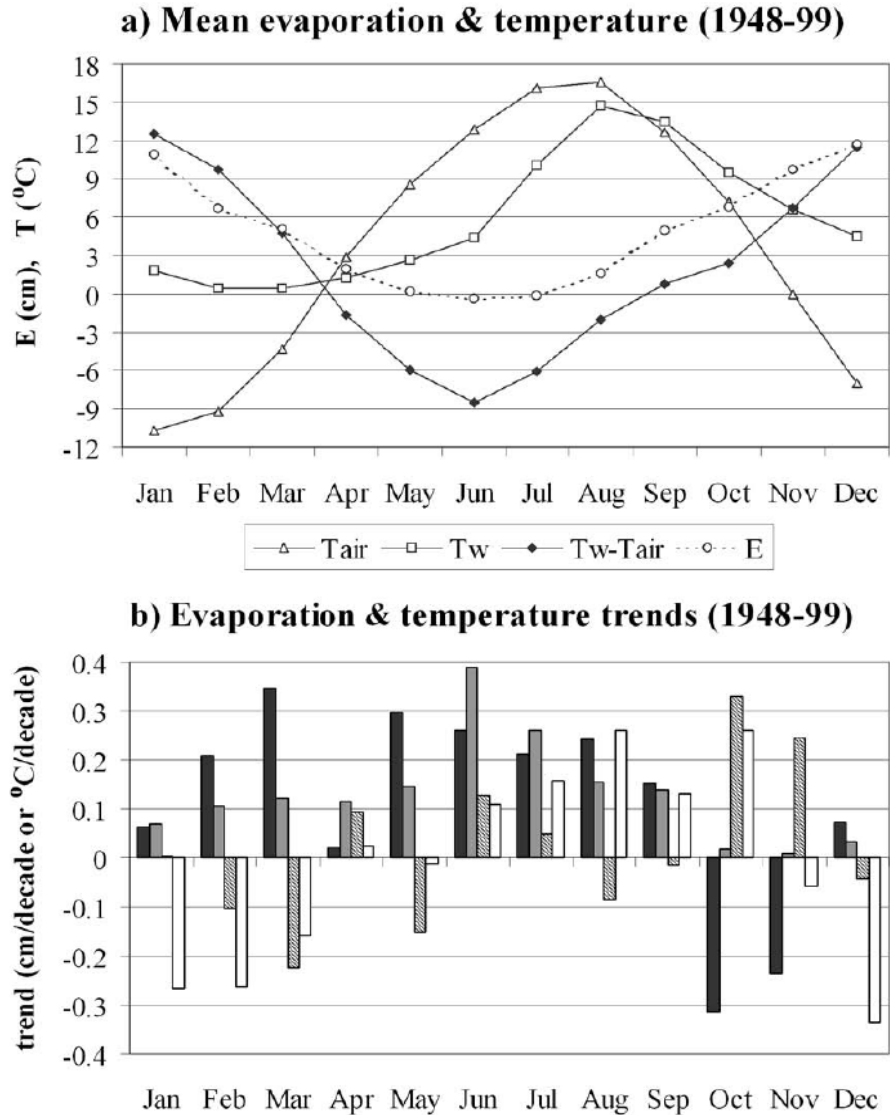 a) Mean evaporation & temperature (1948-99)
E (cm), T (⁰C)
18
15
12
9
6
3
0
-3
-6
-9
-12
Jan Feb Mar Apr May Jun Jul Aug Sep Oct Nov Dec
Tair Tw Tw-Tair E
b) Evaporation & temperature trends (1948-99)
trend (cm/decade or ⁰C/decade)
0.4
0.3
0.2
0.1
0
-0.1
-0.2
-0.3
-0.4
Jan Feb Mar Apr May Jun Jul Aug Sep Oct Nov Dec